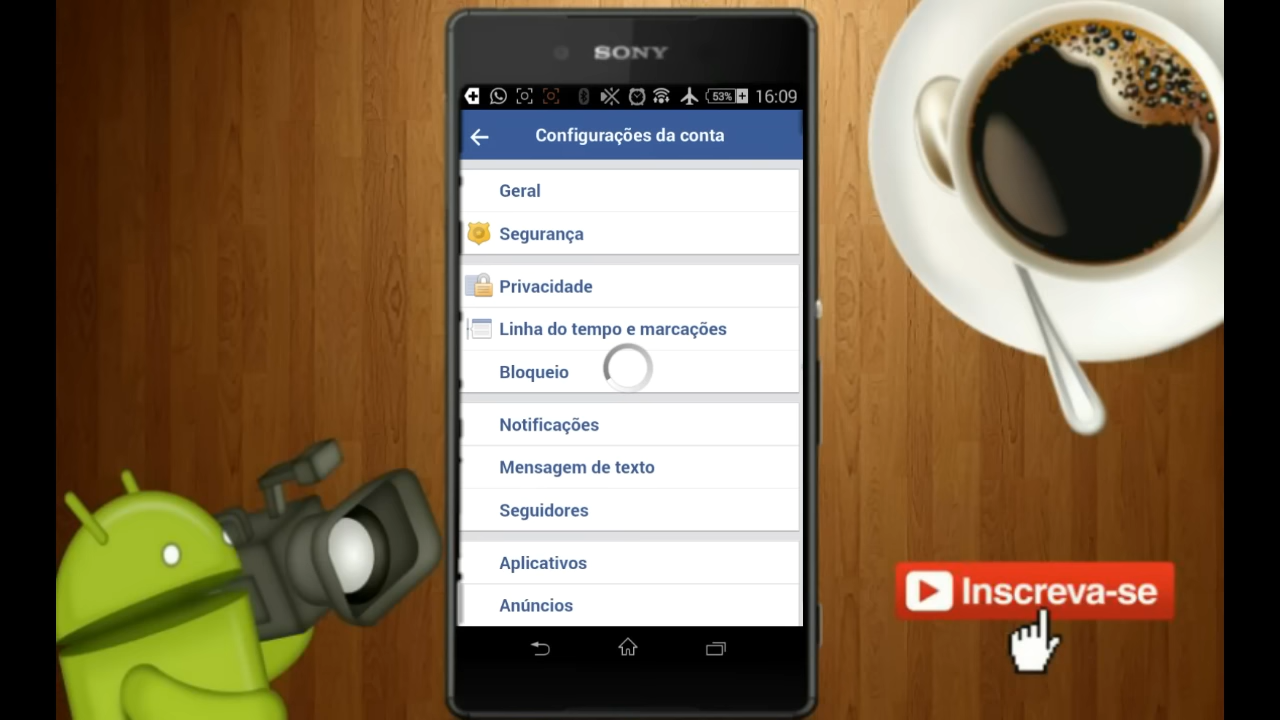 SONY
53% 16:09
Configurações da conta
Geral
Segurança
Privacidade
Linha do tempo e marcações
Bloqueio
Notificações
Mensagem de texto
Seguidores
Aplicativos
Anúncios
Inscreva-se